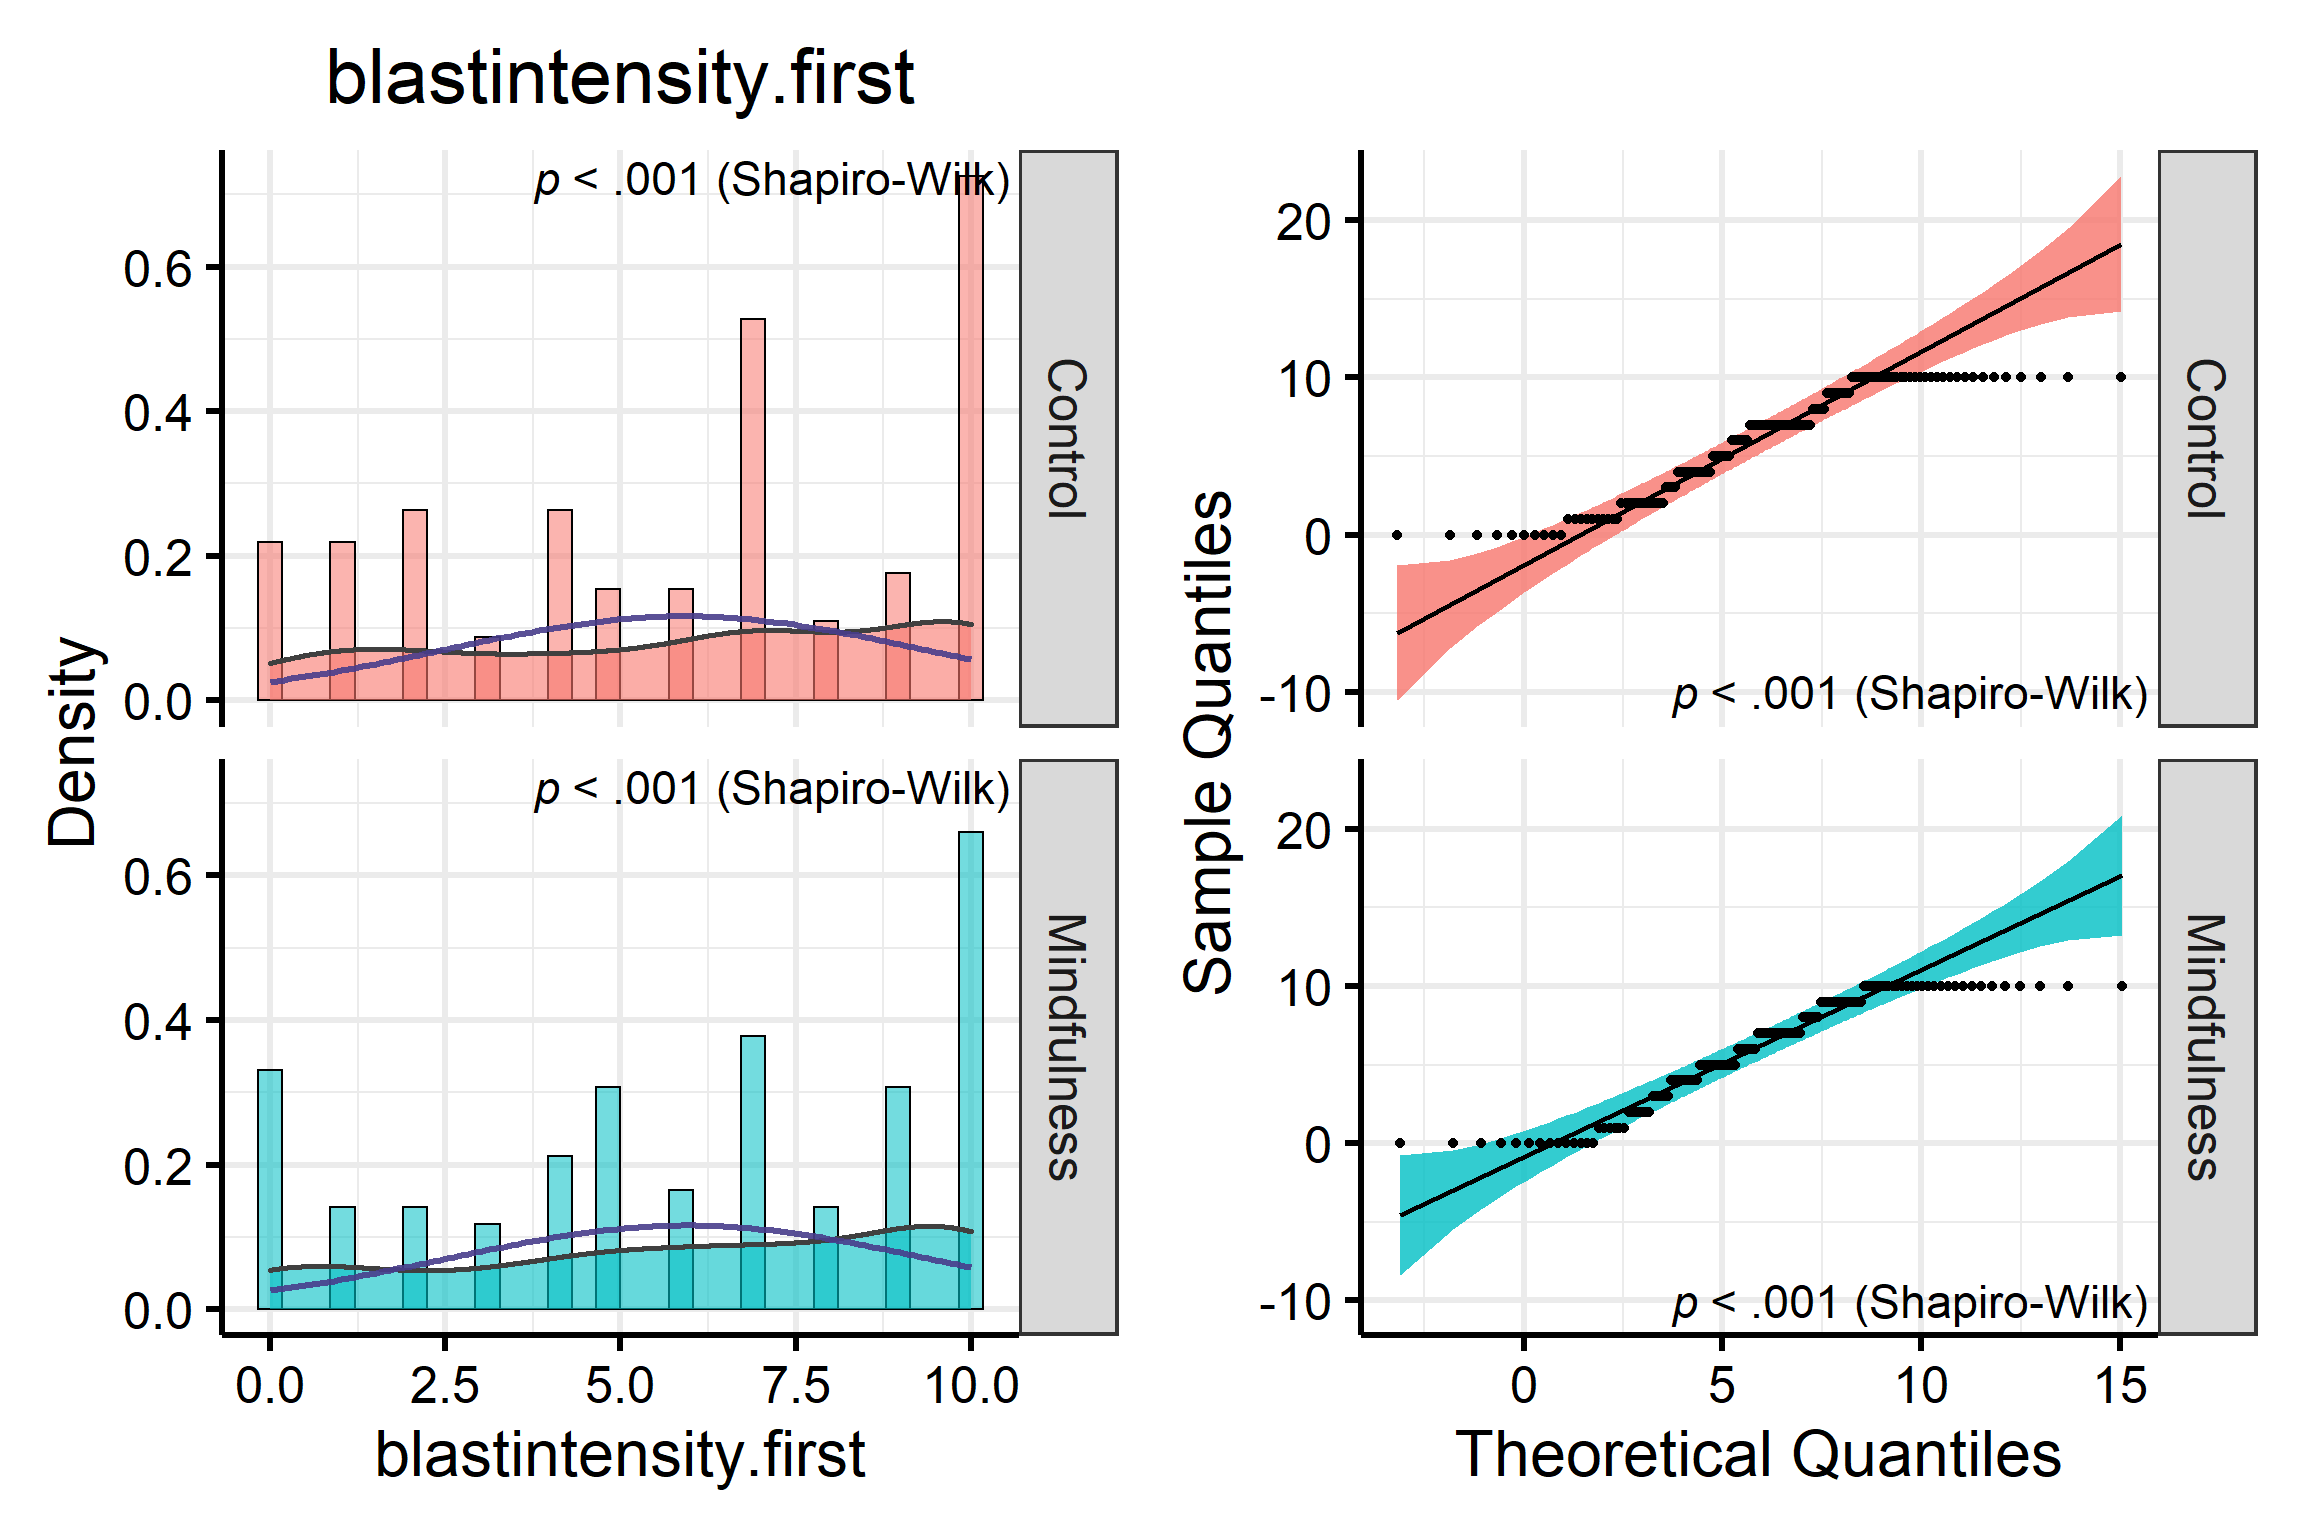 blastintensity.first
Density
p < .001 (Shapiro-Wilk)
0.6
0.4
0.2
0.0
Control
p < .001 (Shapiro-Wilk)
0.6
0.4
0.2
0.0
Mindfulness
0.0 2.5 5.0 7.5 10.0
blastintensity.first
Sample Quantiles
20
10
0
-10
p < .001 (Shapiro-Wilk)
Control
20
10
0
-10
p < .001 (Shapiro-Wilk)
Mindfulness
0 5 10 15
Theoretical Quantiles